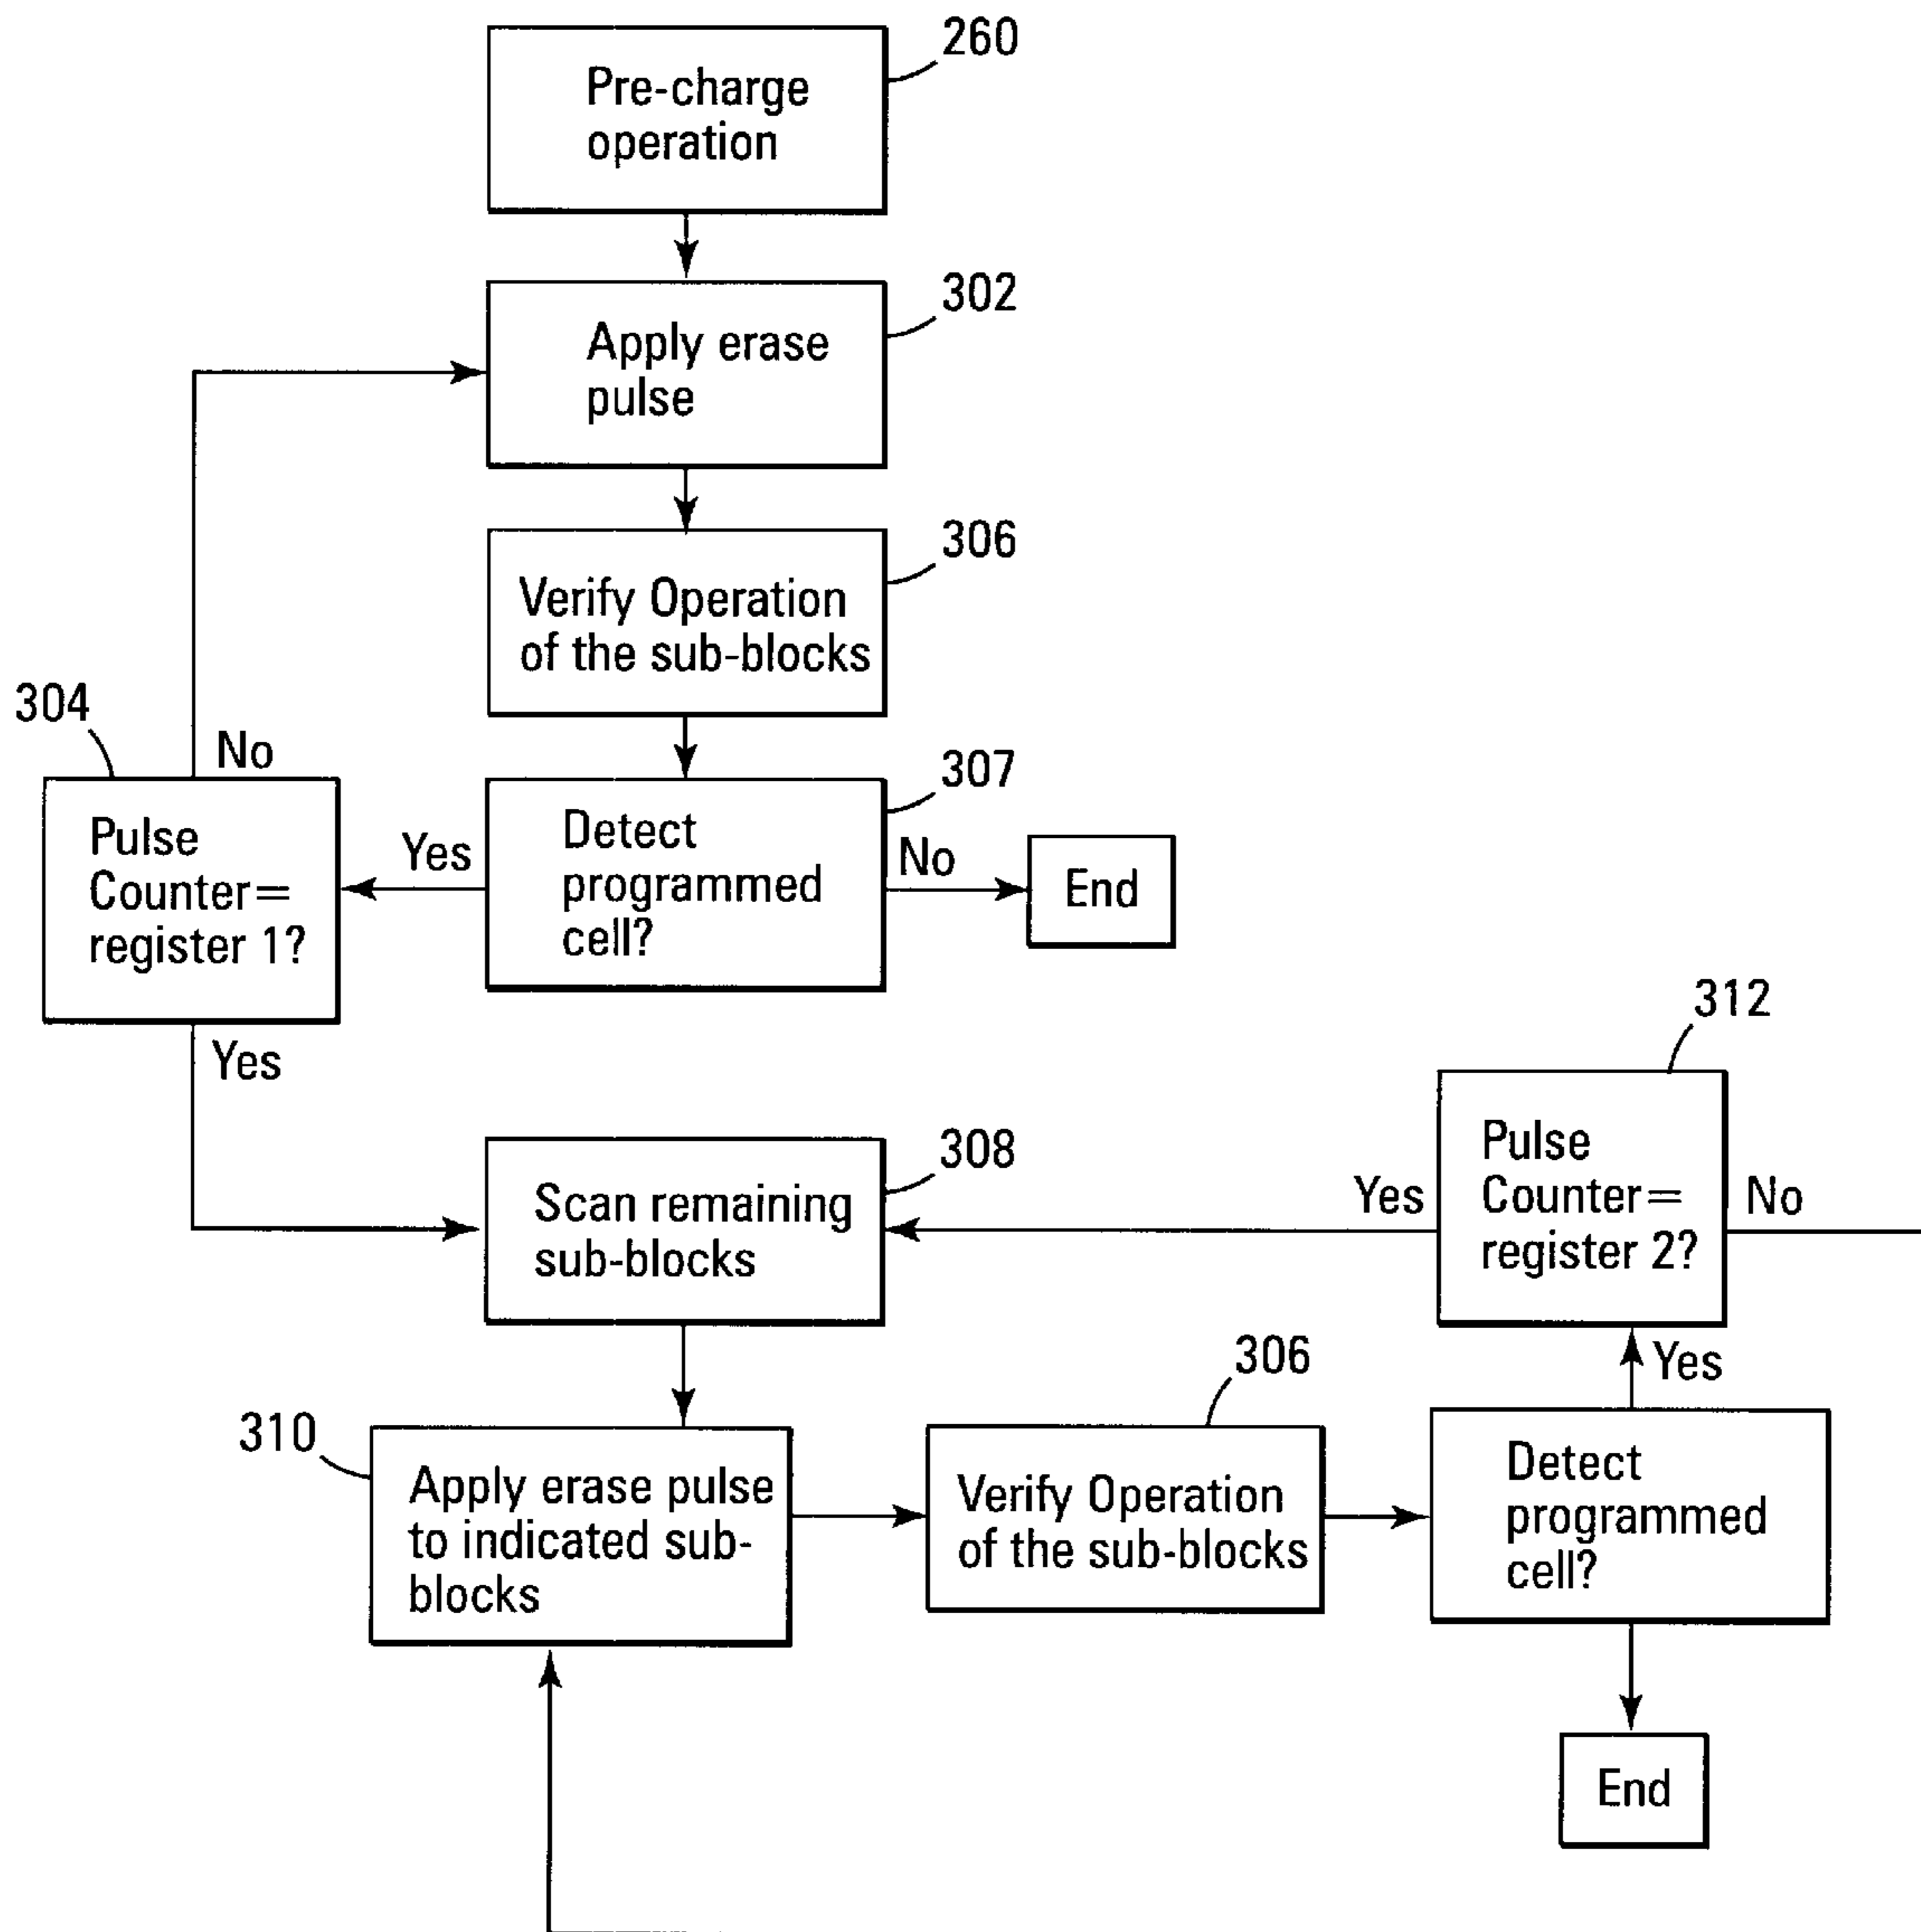 260
Pre-charge
operation
302
Apply erase
pulse
306
Verify Operation
of the sub-blocks
304
No
307
Pulse
Counter=
register 1?
Yes
Detect
programmed
cell?
No
End
Yes
312
308
Scan remaining
sub-blocks
Yes
Pulse
Counter=
register 2?
No
310
Apply erase pulse
to indicated sub-
blocks
306
Verify Operation
of the sub-blocks
Yes
Detect
programmed
cell?
End